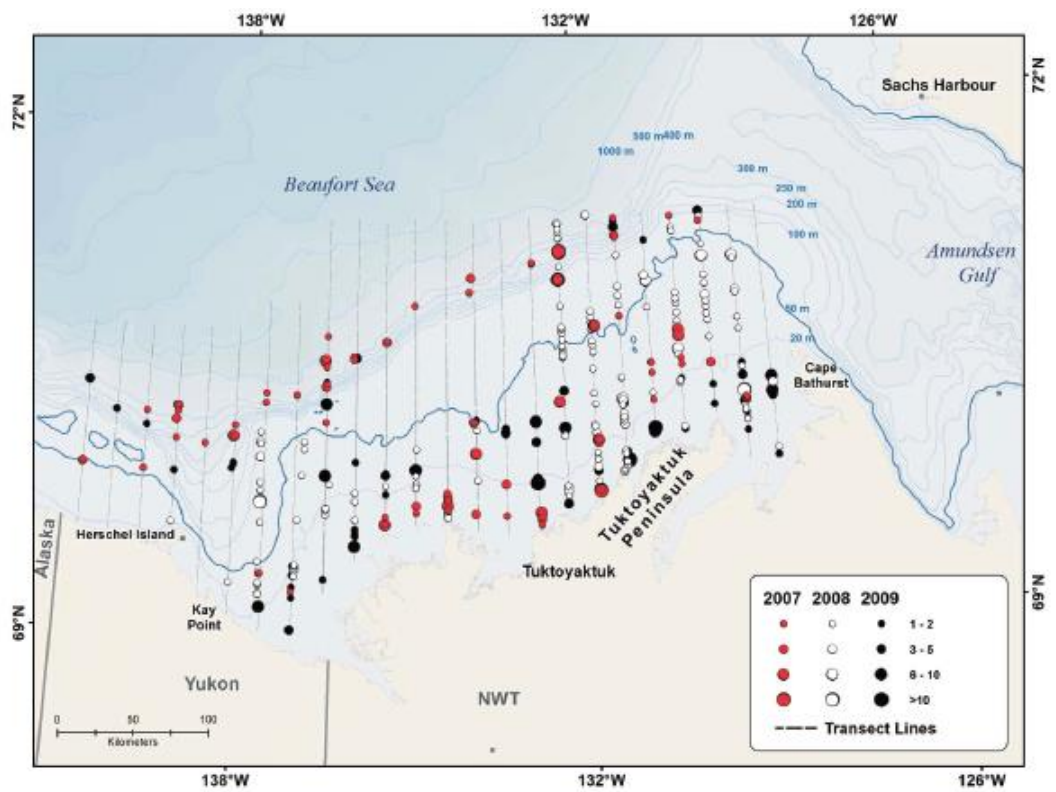 138°W 132°W 126°W
72°N
72°N
Sachs Harbour
500 m 400 m
1000 m
Beaufort Sea
300 m
250 m
200 m
100 m
Amundsen
Gulf
50 m
20 m
Cape
Bathurst
Tuktoyaktuk
Peninsula
Herschel Island
Alaska
Tuktoyaktuk
Kay
Point
69°N
69°N
Yukon
NWT
0 50 100
Kilometers
2007 2008 2009
1 - 2
3 - 5
6 - 10
>10
Transect Lines
138°W 132°W 126°W